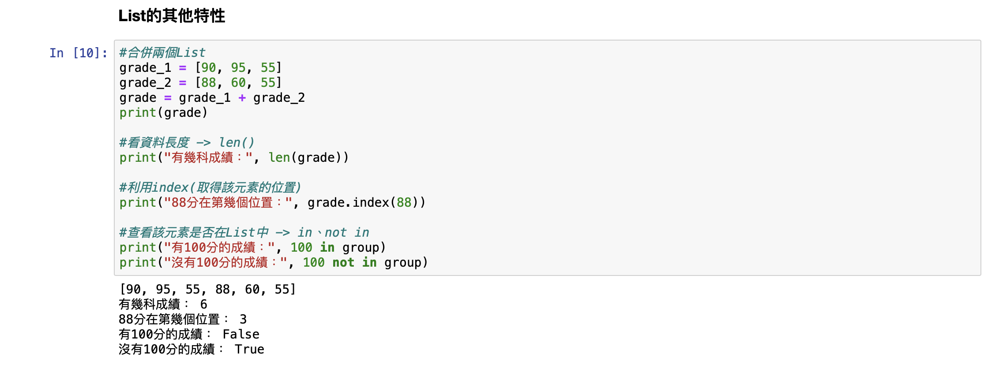 List的其他特性
In [10]:
#合併兩個List
grade_1 = [90, 95, 55]
grade_2 = [88, 60, 55]
grade = grade_1 + grade_2
print(grade)
#看資料長度 -> len()
print("有幾科成績：", len(grade))
#利用index(取得該元素的位置)
print("88分在第幾個位置：", grade.index(88))
#查看該元素是否在List中 -> in、not in
print("有100分的成績：", 100 in group)
print("沒有100分的成績：", 100 not in group)
[90, 95, 55, 88, 60, 55]
有幾科成績： 6
88分在第幾個位置： 3
有100分的成績： False
沒有100分的成績： True